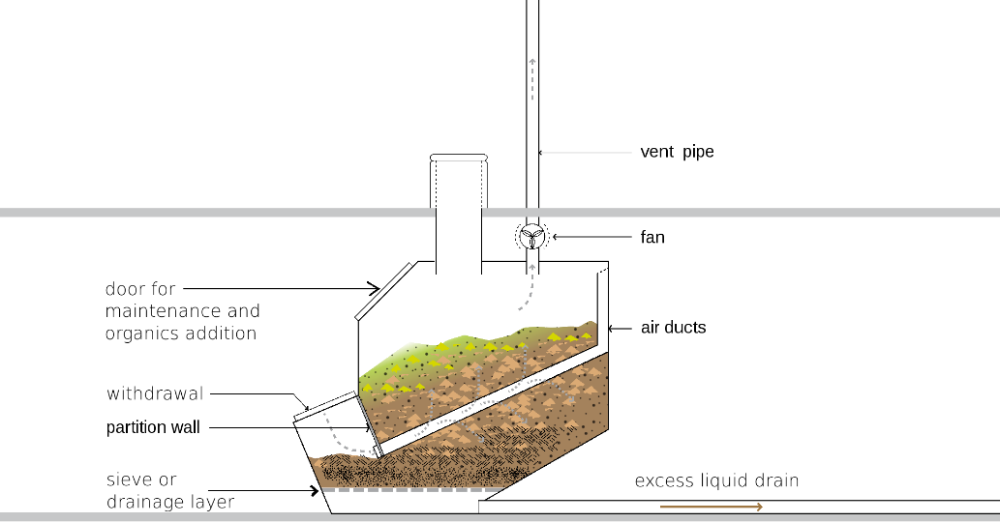 vent pipe
fan
door for
maintenance and
organics addition
air ducts
withdrawal
partition wall
sieve or
drainage layer
excess liquid drain